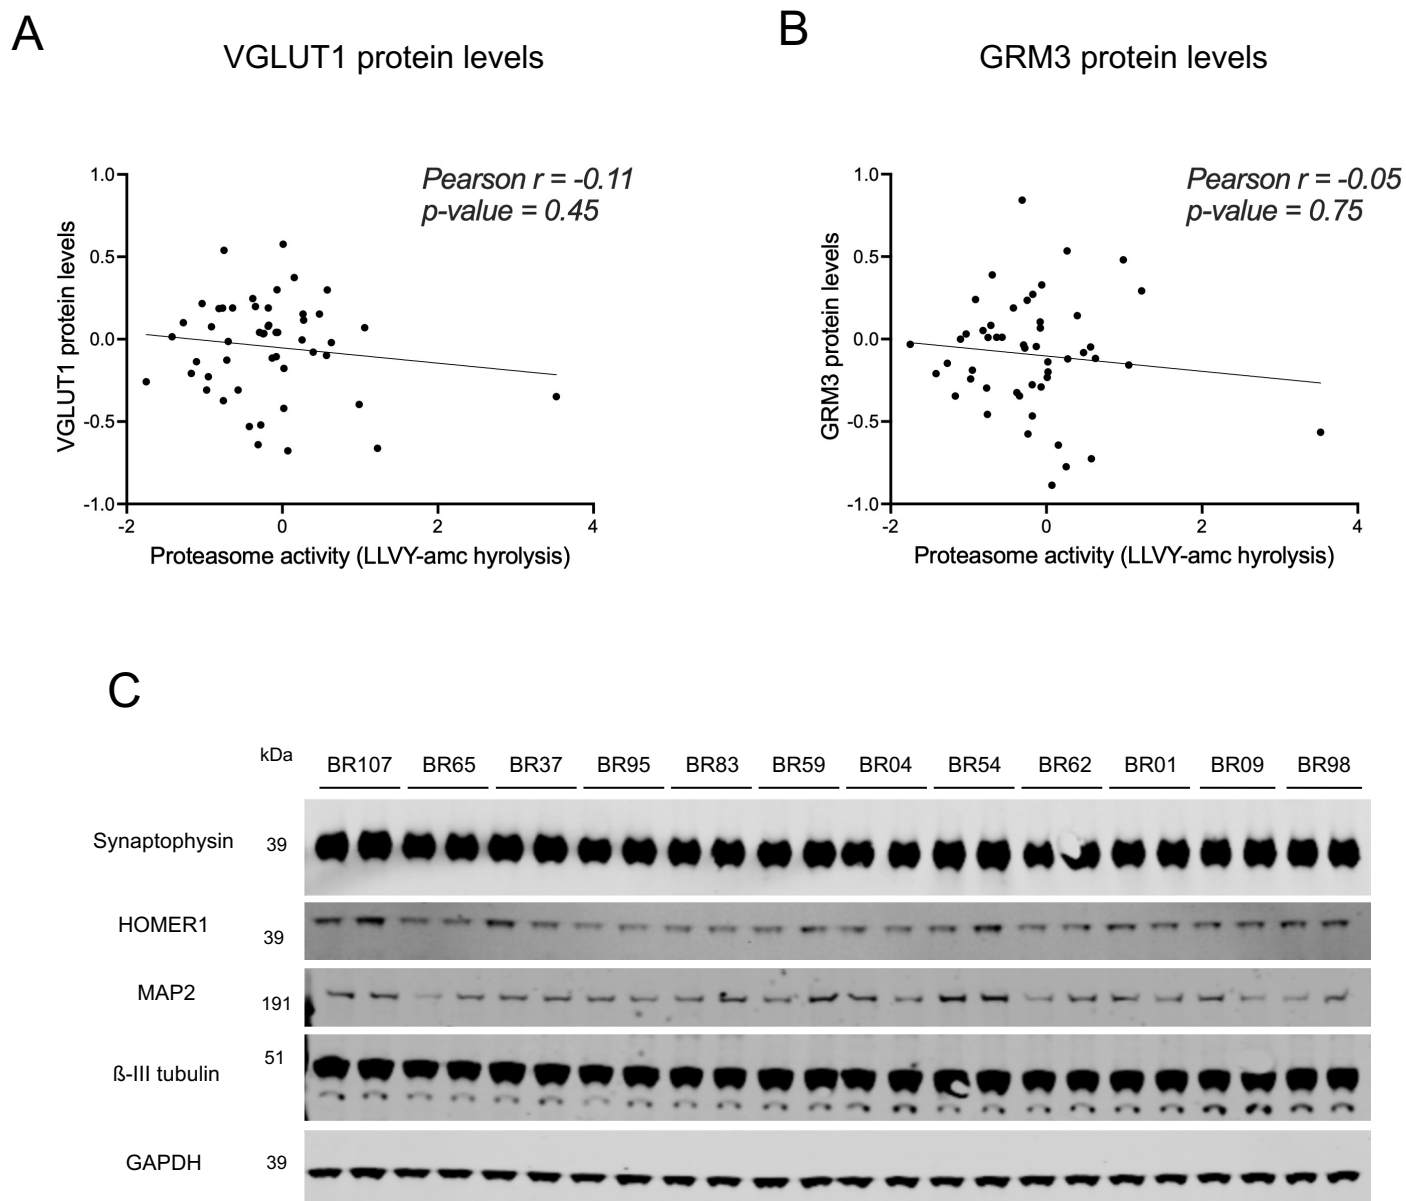 A
VGLUT1 protein levels
Pearson r = -0.11
p-value = 0.45
1.0
0.5
0.0
-0.5
-1.0
VGLUT1 protein levels
-2
0
2
4
Proteasome activity (LLVY-amc hyrolysis)
B
GRM3 protein levels
Pearson r = -0.05
p-value = 0.75
1.0
0.5
0.0
-0.5
-1.0
GRM3 protein levels
-2
0
2
4
Proteasome activity (LLVY-amc hyrolysis)
C
kDa
BR107 BR65 BR37 BR95 BR83 BR59 BR04 BR54 BR62 BR01 BR09 BR98
Synaptophysin 39
HOMER1 39
MAP2 191
ß-III tubulin 51
GAPDH 39